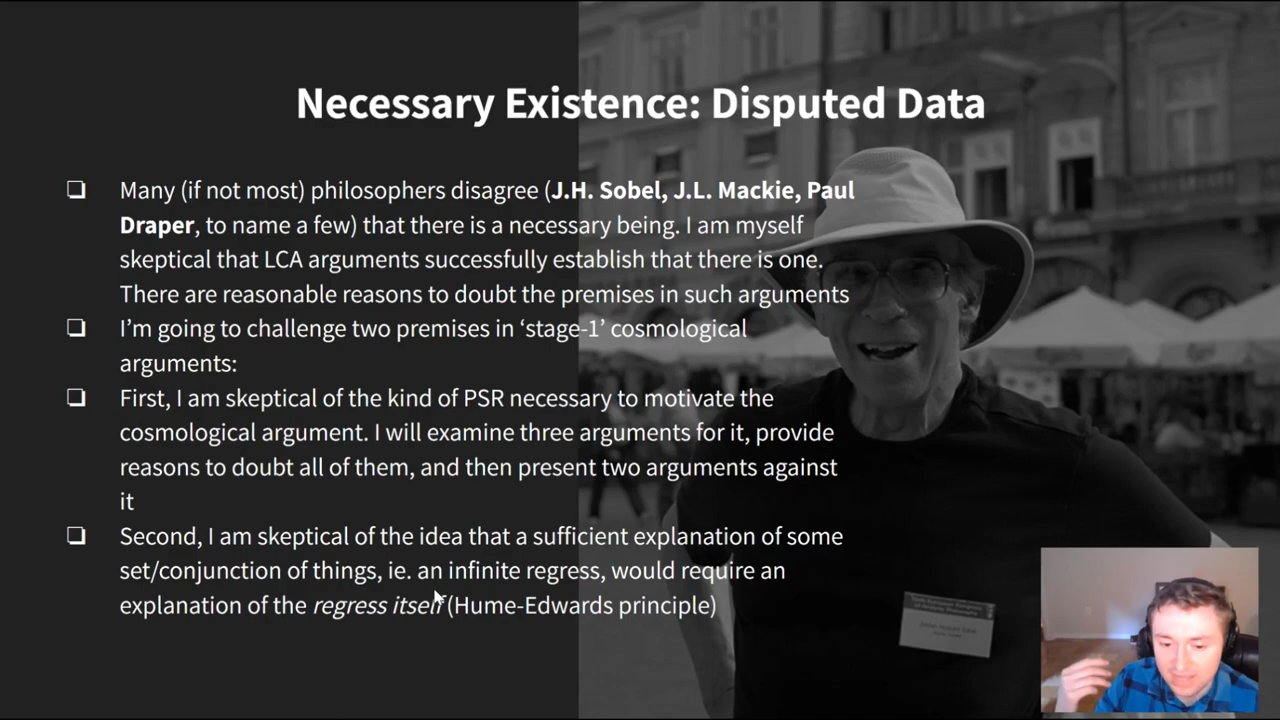 Necessary Existence: Disputed Data
❏ Many (if not most) philosophers disagree (J.H. Sobel, J.L. Mackie, Paul
Draper, to name a few) that there is a necessary being. I am myself
skeptical that LCA arguments successfully establish that there is one.
There are reasonable reasons to doubt the premises in such arguments
❏ I'm going to challenge two premises in ‘stage-1’ cosmological
arguments:
❏ First, I am skeptical of the kind of PSR necessary to motivate the
cosmological argument. I will examine three arguments for it, provide
reasons to doubt all of them, and then present two arguments against
it
❏ Second, I am skeptical of the idea that a sufficient explanation of some
set/conjunction of things, ie. an infinite regress, would require an
explanation of the regress itself (Hume-Edwards principle)